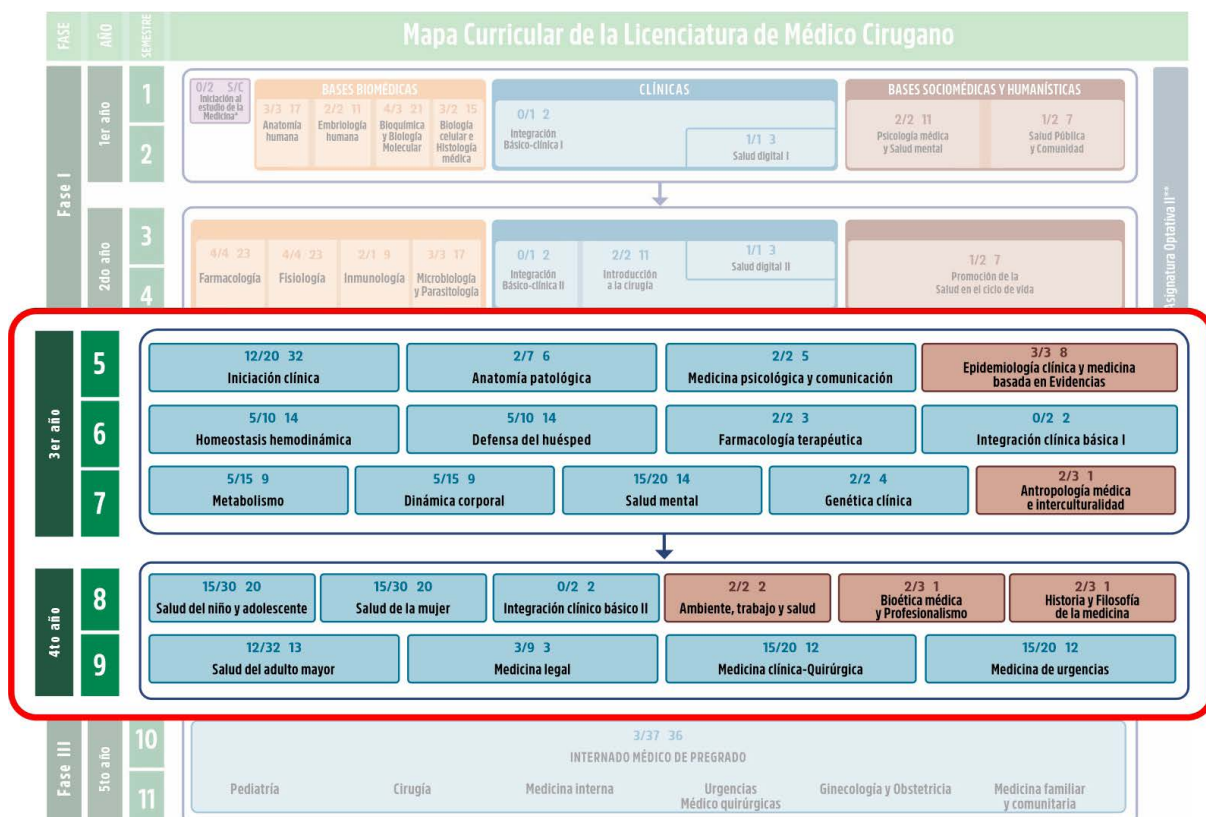 FASE
AÑO
SEMESTRE
Mapa Curricular de la Licenciatura de Médico Cirugano
Fase I
1er año
1
2
0/2 S/C
Iniciación al
estudio de la
Medicina*
BASES BIOMÉDICAS
3/3 17
Anatomía
humana
2/2 11
Embriología
humana
4/3 21
Bioquímica
y Biología
Molecular
3/2 15
Biología
celular e
Histología
médica
CLÍNICAS
0/1 2
Integración
Básico-clínica I
1/1 3
Salud digital I
BASES SOCIOMÉDICAS Y HUMANÍSTICAS
2/2 11
Psicología médica
y Salud mental
1/2 7
Salud Pública
y Comunidad
Asignatura Optativa II**
2do año
3
4
4/4 23
Farmacología
4/4 23
Fisiología
2/1 9
Inmunología
3/3 17
Microbiología
y Parasitología
0/1 2
Integración
Básico-clínica II
2/2 11
Introducción
a la cirugía
1/1 3
Salud digital II
1/2 7
Promoción de la
Salud en el ciclo de vida
3er año
5
12/20 32
Iniciación clínica
2/7 6
Anatomía patológica
2/2 5
Medicina psicológica y comunicación
3/3 8
Epidemiología clínica y medicina
basada en Evidencias
6
5/10 14
Homeostasis hemodinámica
5/10 14
Defensa del huésped
2/2 3
Farmacología terapéutica
0/2 2
Integración clínica básica I
7
5/15 9
Metabolismo
5/15 9
Dinámica corporal
15/20 14
Salud mental
2/2 4
Genética clínica
2/3 1
Antropología médica
e interculturalidad
4to año
8
15/30 20
Salud del niño y adolescente
15/30 20
Salud de la mujer
0/2 2
Integración clínico básico II
2/2 2
Ambiente, trabajo y salud
2/3 1
Bioética médica
y Profesionalismo
2/3 1
Historia y Filosofía
de la medicina
9
12/32 13
Salud del adulto mayor
3/9 3
Medicina legal
15/20 12
Medicina clínica-Quirúrgica
15/20 12
Medicina de urgencias
Fase III
5to año
10
11
3/37 36
INTERNADO MÉDICO DE PREGRADO
Pediatría
Cirugía
Medicina interna
Urgencias
Médico quirúrgicas
Ginecología y Obstetricia
Medicina familiar
y comunitaria